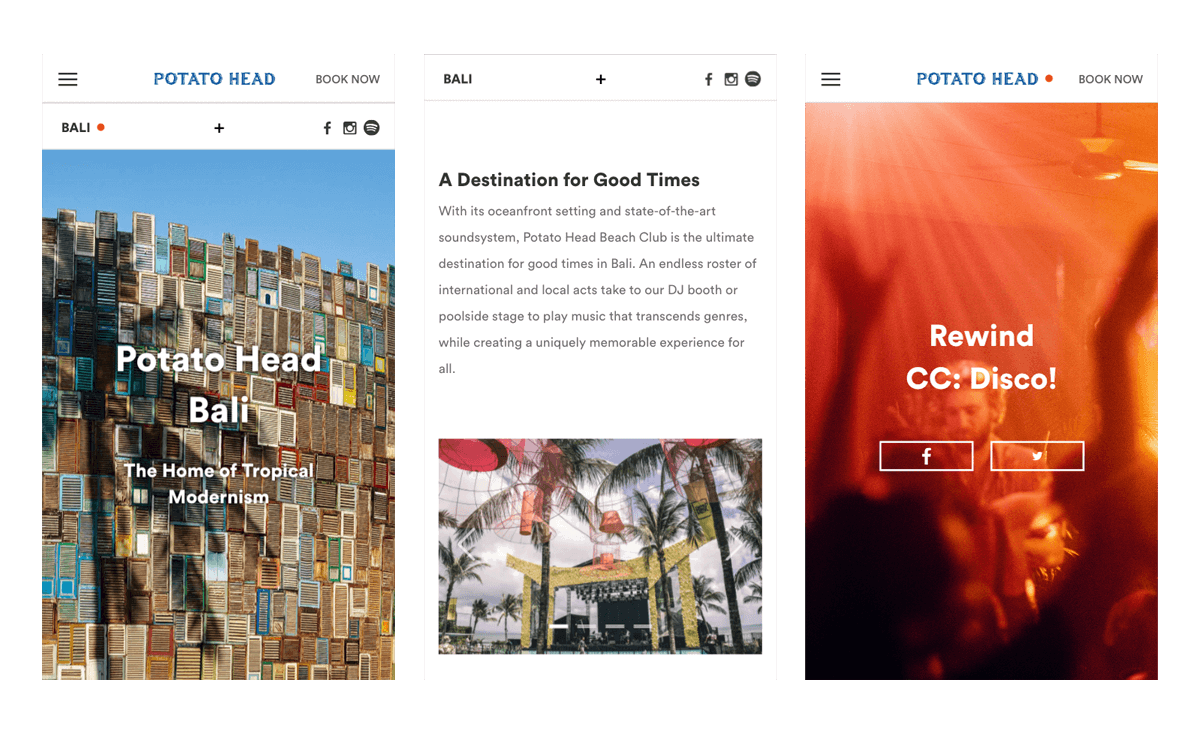 POTATO HEAD
BOOK NOW
BALI
+
Potato Head
Bali
The Home of Tropical
Modernism
BALI
+
A Destination for Good Times
With its oceanfront setting and state-of-the-art
soundsystem, Potato Head Beach Club is the ultimate
destination for good times in Bali. An endless roster of
international and local acts take to our DJ booth or
poolside stage to play music that transcends genres,
while creating a uniquely memorable experience for
all.
POTATO HEAD
BOOK NOW
Rewind
CC: Disco!